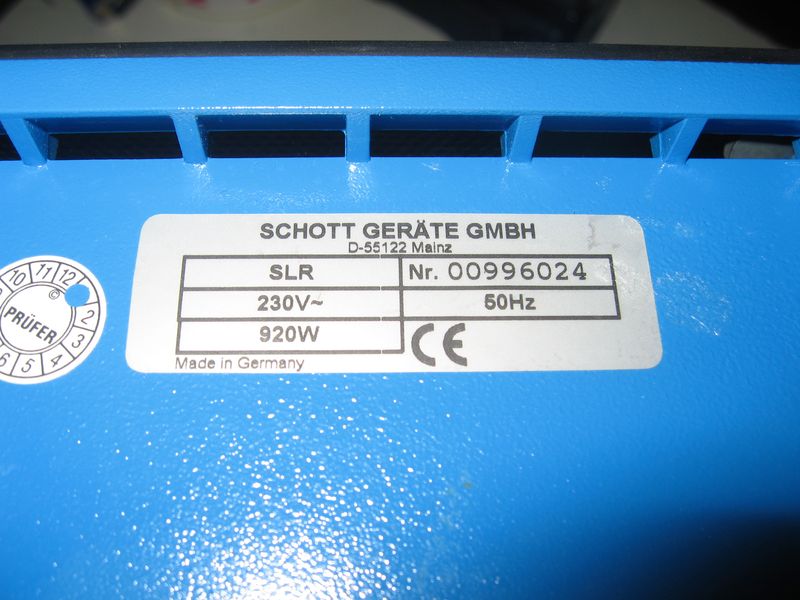 SCHOTT GERÄTE GMBH
D-55122 Mainz
SLR Nr. 00996024
230V~ 50Hz
920W CE
Made in Germany
10 11 12 2 3 4 5 6
©
PRÜFER